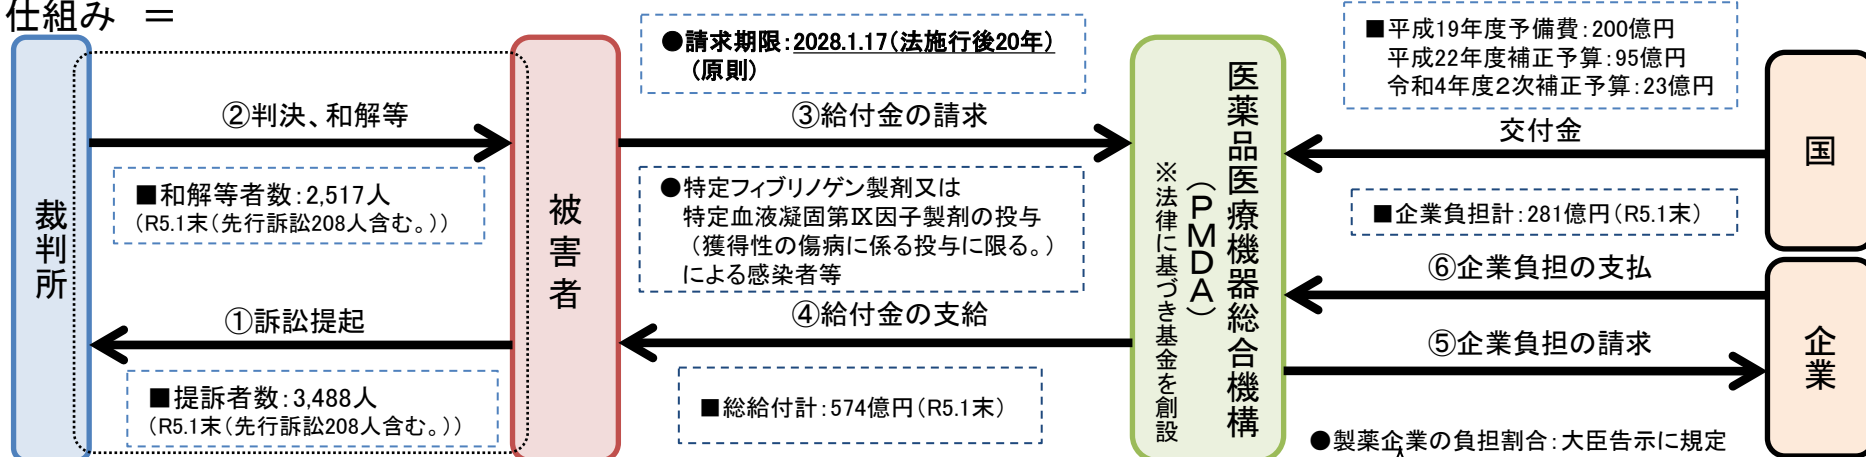 仕組み ＝
裁判所
②判決、和解等
■和解等者数：2,517人
（R5.1末（先行訴訟208人含む。））
①訴訟提起
■提訴者数：3,488人
（R5.1末（先行訴訟208人含む。））
被害者
●請求期限：2028.1.17（法施行後20年）
（原則）
③給付金の請求
●特定フィブリノゲン製剤又は
特定血液凝固第Ⅸ因子製剤の投与
（獲得性の傷病に係る投与に限る。）
による感染者等
④給付金の支給
■総給付計：574億円（R5.1末）
医薬品医療機器総合機構
（ＰＭＤＡ）
※法律に基づき基金を創設
■平成19年度予備費：200億円
平成22年度補正予算：95億円
令和4年度２次補正予算：23億円
交付金
■企業負担計：281億円（R5.1末）
⑥企業負担の支払
⑤企業負担の請求
●製薬企業の負担割合：大臣告示に規定
国
企業